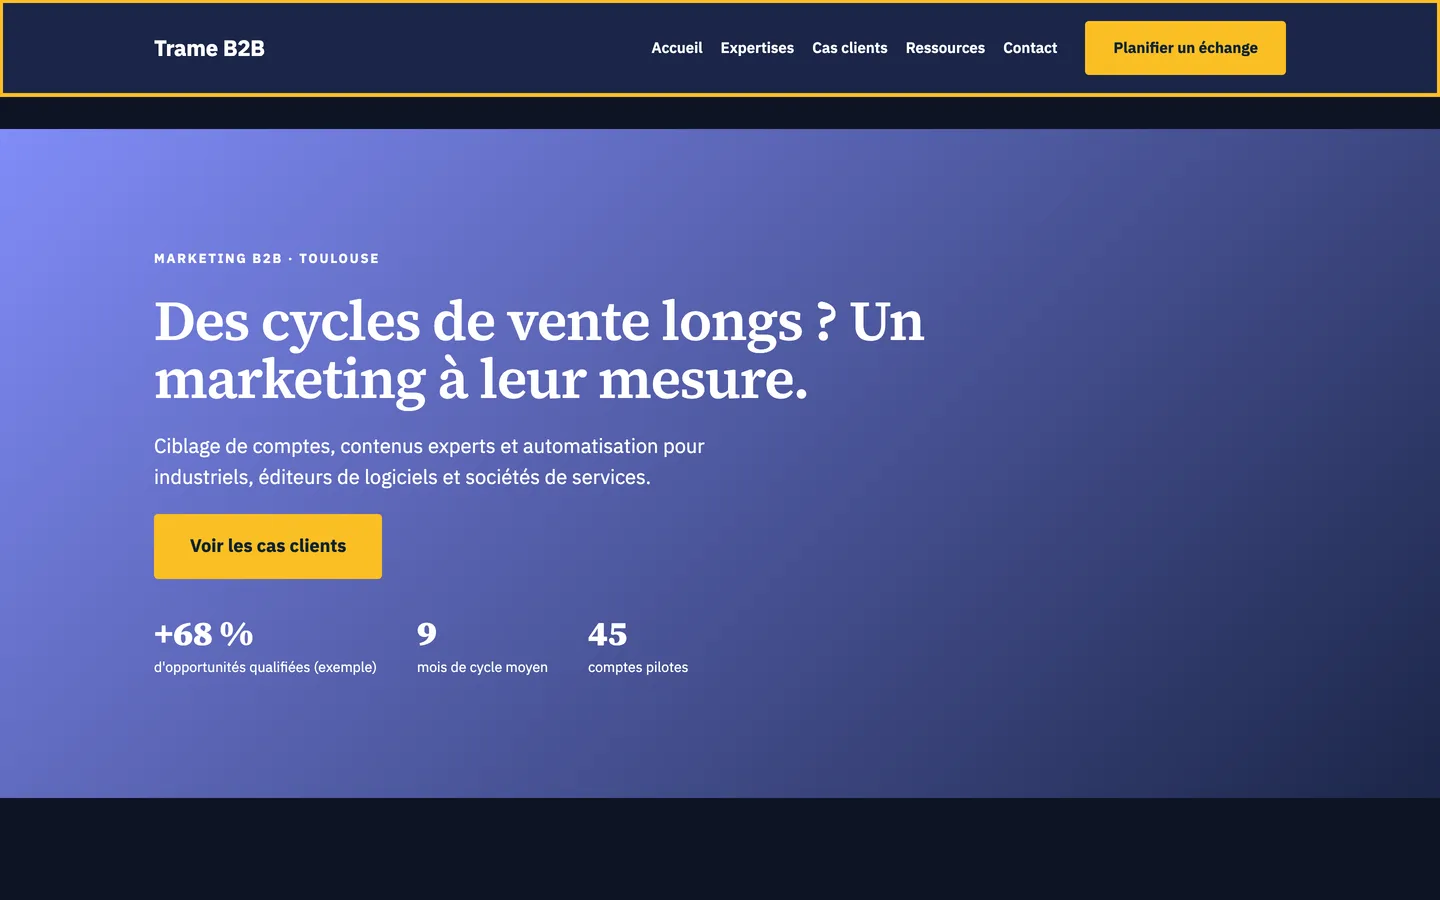 Trame B2B
Accueil Expertises Cas clients Ressources Contact Planifier un échange
MARKETING B2B · TOULOUSE
Des cycles de vente longs ? Un
marketing à leur mesure.
Ciblage de comptes, contenus experts et automatisation pour
industriels, éditeurs de logiciels et sociétés de services.
Voir les cas clients
+68 %
d'opportunités qualifiées (exemple)
9
mois de cycle moyen
45
comptes pilotes